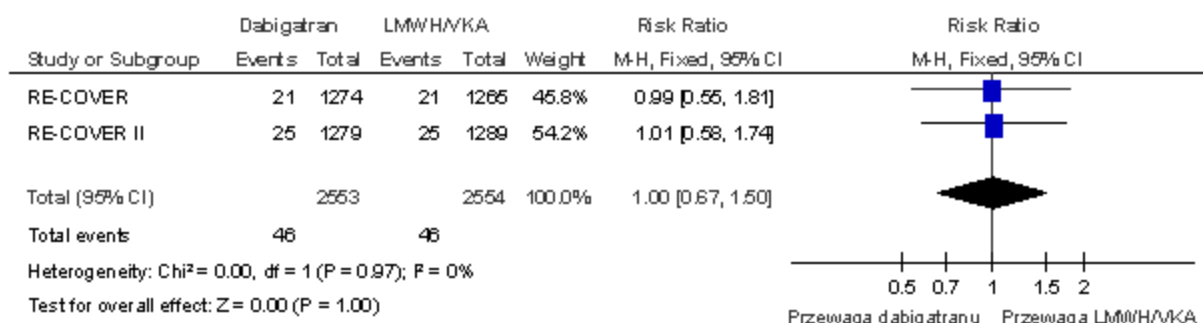 Dabigatran LMWH/VKA Risk Ratio Risk Ratio
Study or Subgroup Events Total Events Total Weight M-H, Fixed, 95% CI M-H, Fixed, 95% CI
RE-COVER 21 1274 21 1265 45.8% 0.99 [0.55, 1.81]
RE-COVER II 25 1279 25 1289 54.2% 1.01 [0.58, 1.74]
Total (95% CI) 2553 2554 100.0% 1.00 [0.67, 1.50]
Total events 46 46
Heterogeneity: Chi² = 0.00, df = 1 (P = 0.97); I² = 0%
Test for overall effect: Z = 0.00 (P = 1.00)
0.5 0.7 1 1.5 2
Przewaga dabigatranu Przewaga LMWH/VKA